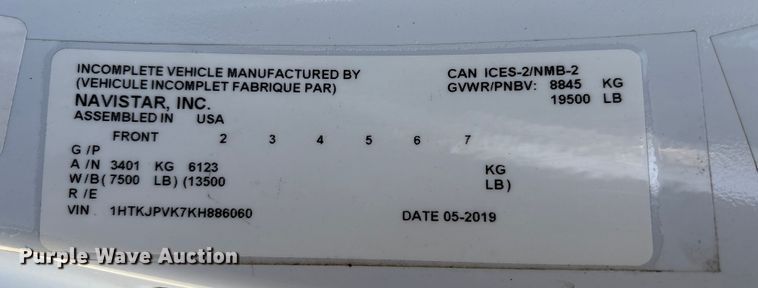 INCOMPLETE VEHICLE MANUFACTURED BY
(VEHICULE INCOMPLET FABRIQUE PAR)
NAVISTAR, INC.
ASSEMBLED IN USA
CAN ICES-2/NMB-2
GVWR/PNBV: 8845 KG
19500 LB
FRONT 2 3 4 5 6 7
G /P
A /N 3401 KG 6123 KG
W/B( 7500 LB) (13500 LB)
R /E
VIN 1HTKJPVK7KH886060 DATE 05-2019
Purple Wave Auction